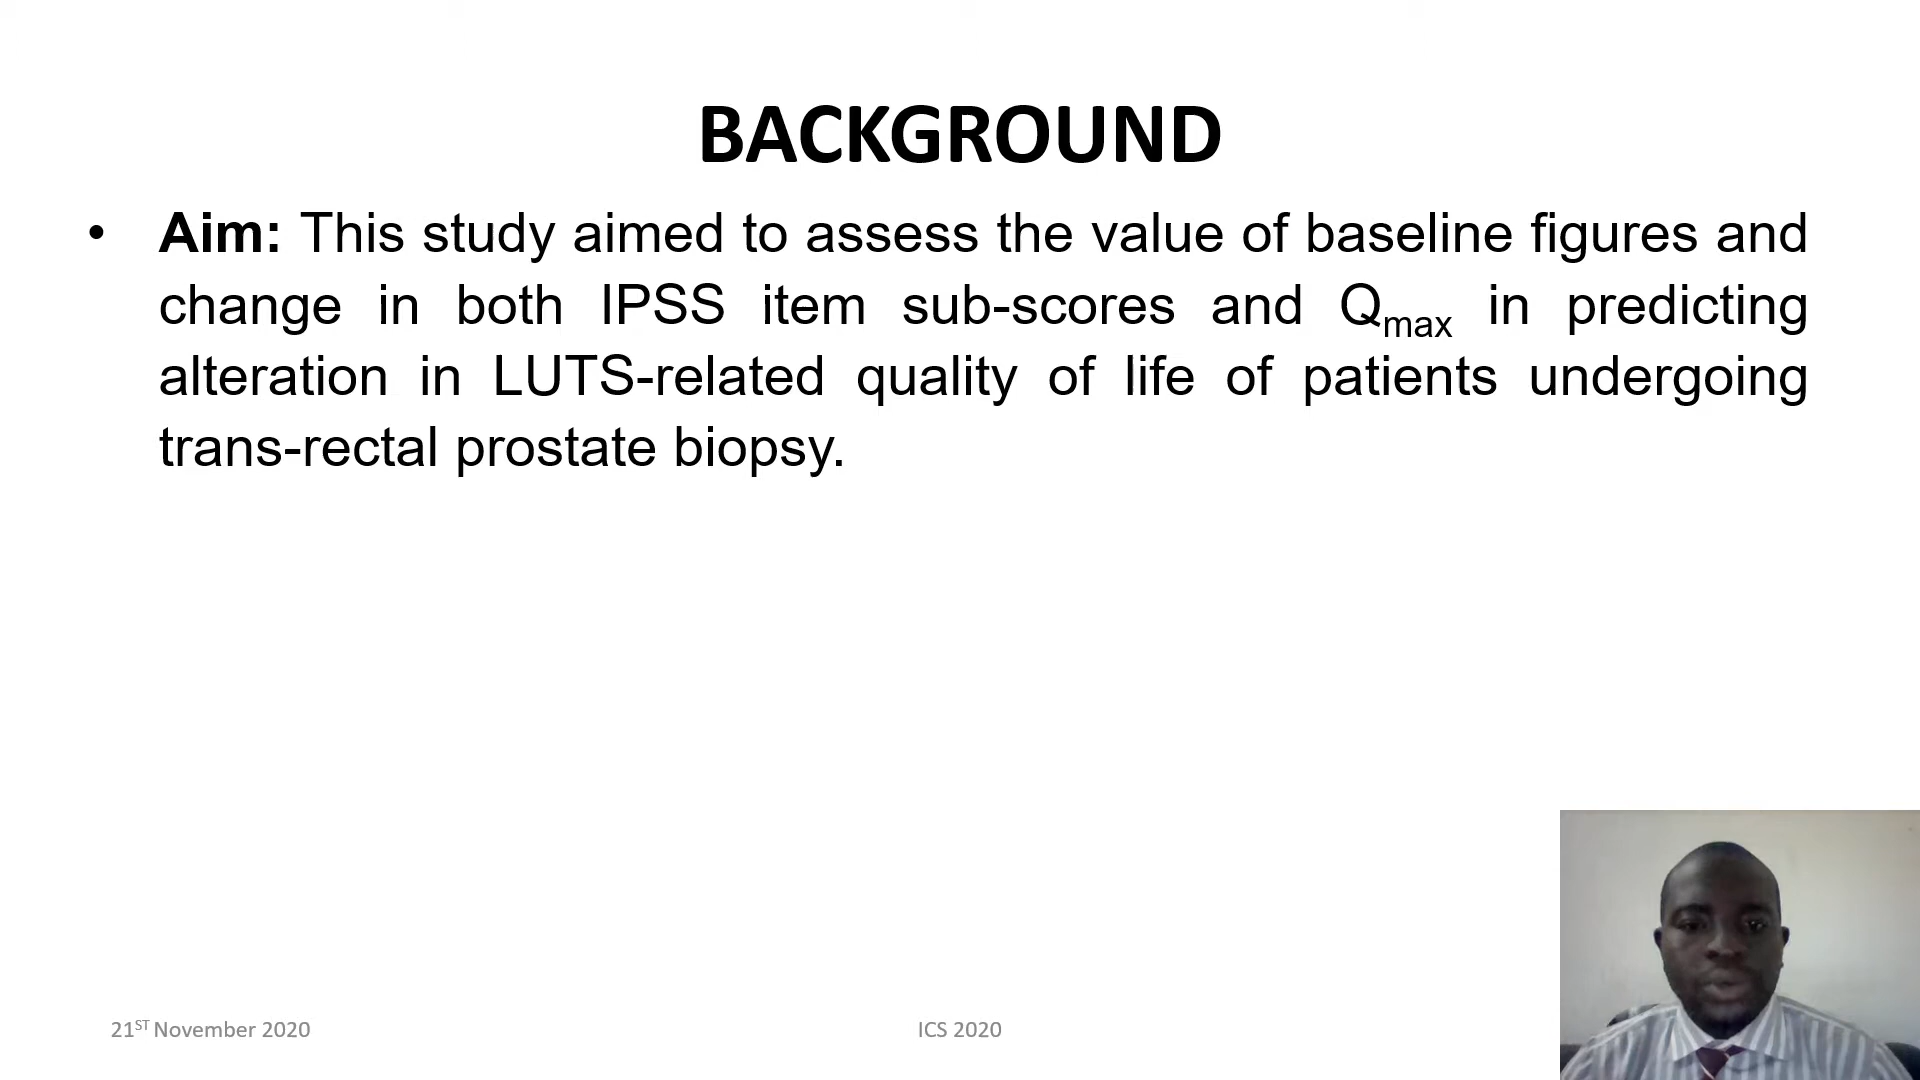 BACKGROUND
• Aim: This study aimed to assess the value of baseline figures and
change in both IPSS item sub-scores and Qmax in predicting
alteration in LUTS-related quality of life of patients undergoing
trans-rectal prostate biopsy.
21ST November 2020
ICS 2020